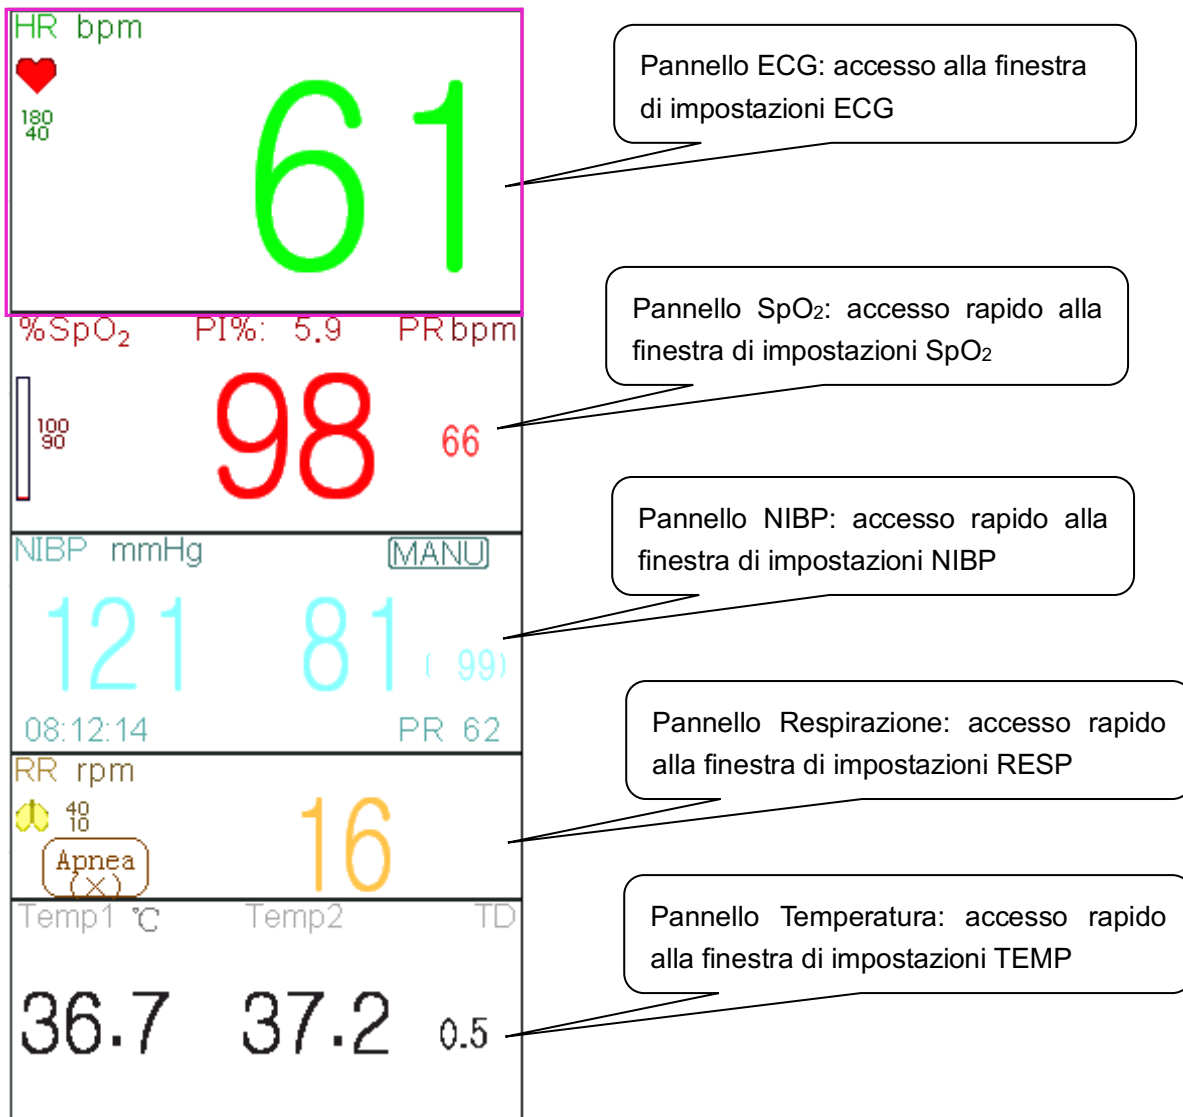 HR bpm
180
40
61
Pannello ECG: accesso alla finestra
di impostazioni ECG
%SpO₂ PI%: 5.9 PR bpm
100
90
98
66
Pannello SpO₂: accesso rapido alla
finestra di impostazioni SpO₂
NIBP mmHg MANU
121 81 ( 99)
08:12:14 PR 62
Pannello NIBP: accesso rapido alla
finestra di impostazioni NIBP
RR rpm
40
10
16
Apnea
(X)
Pannello Respirazione: accesso rapido
alla finestra di impostazioni RESP
Temp1 ℃ Temp2 TD
36.7 37.2 0.5
Pannello Temperatura: accesso rapido
alla finestra di impostazioni TEMP